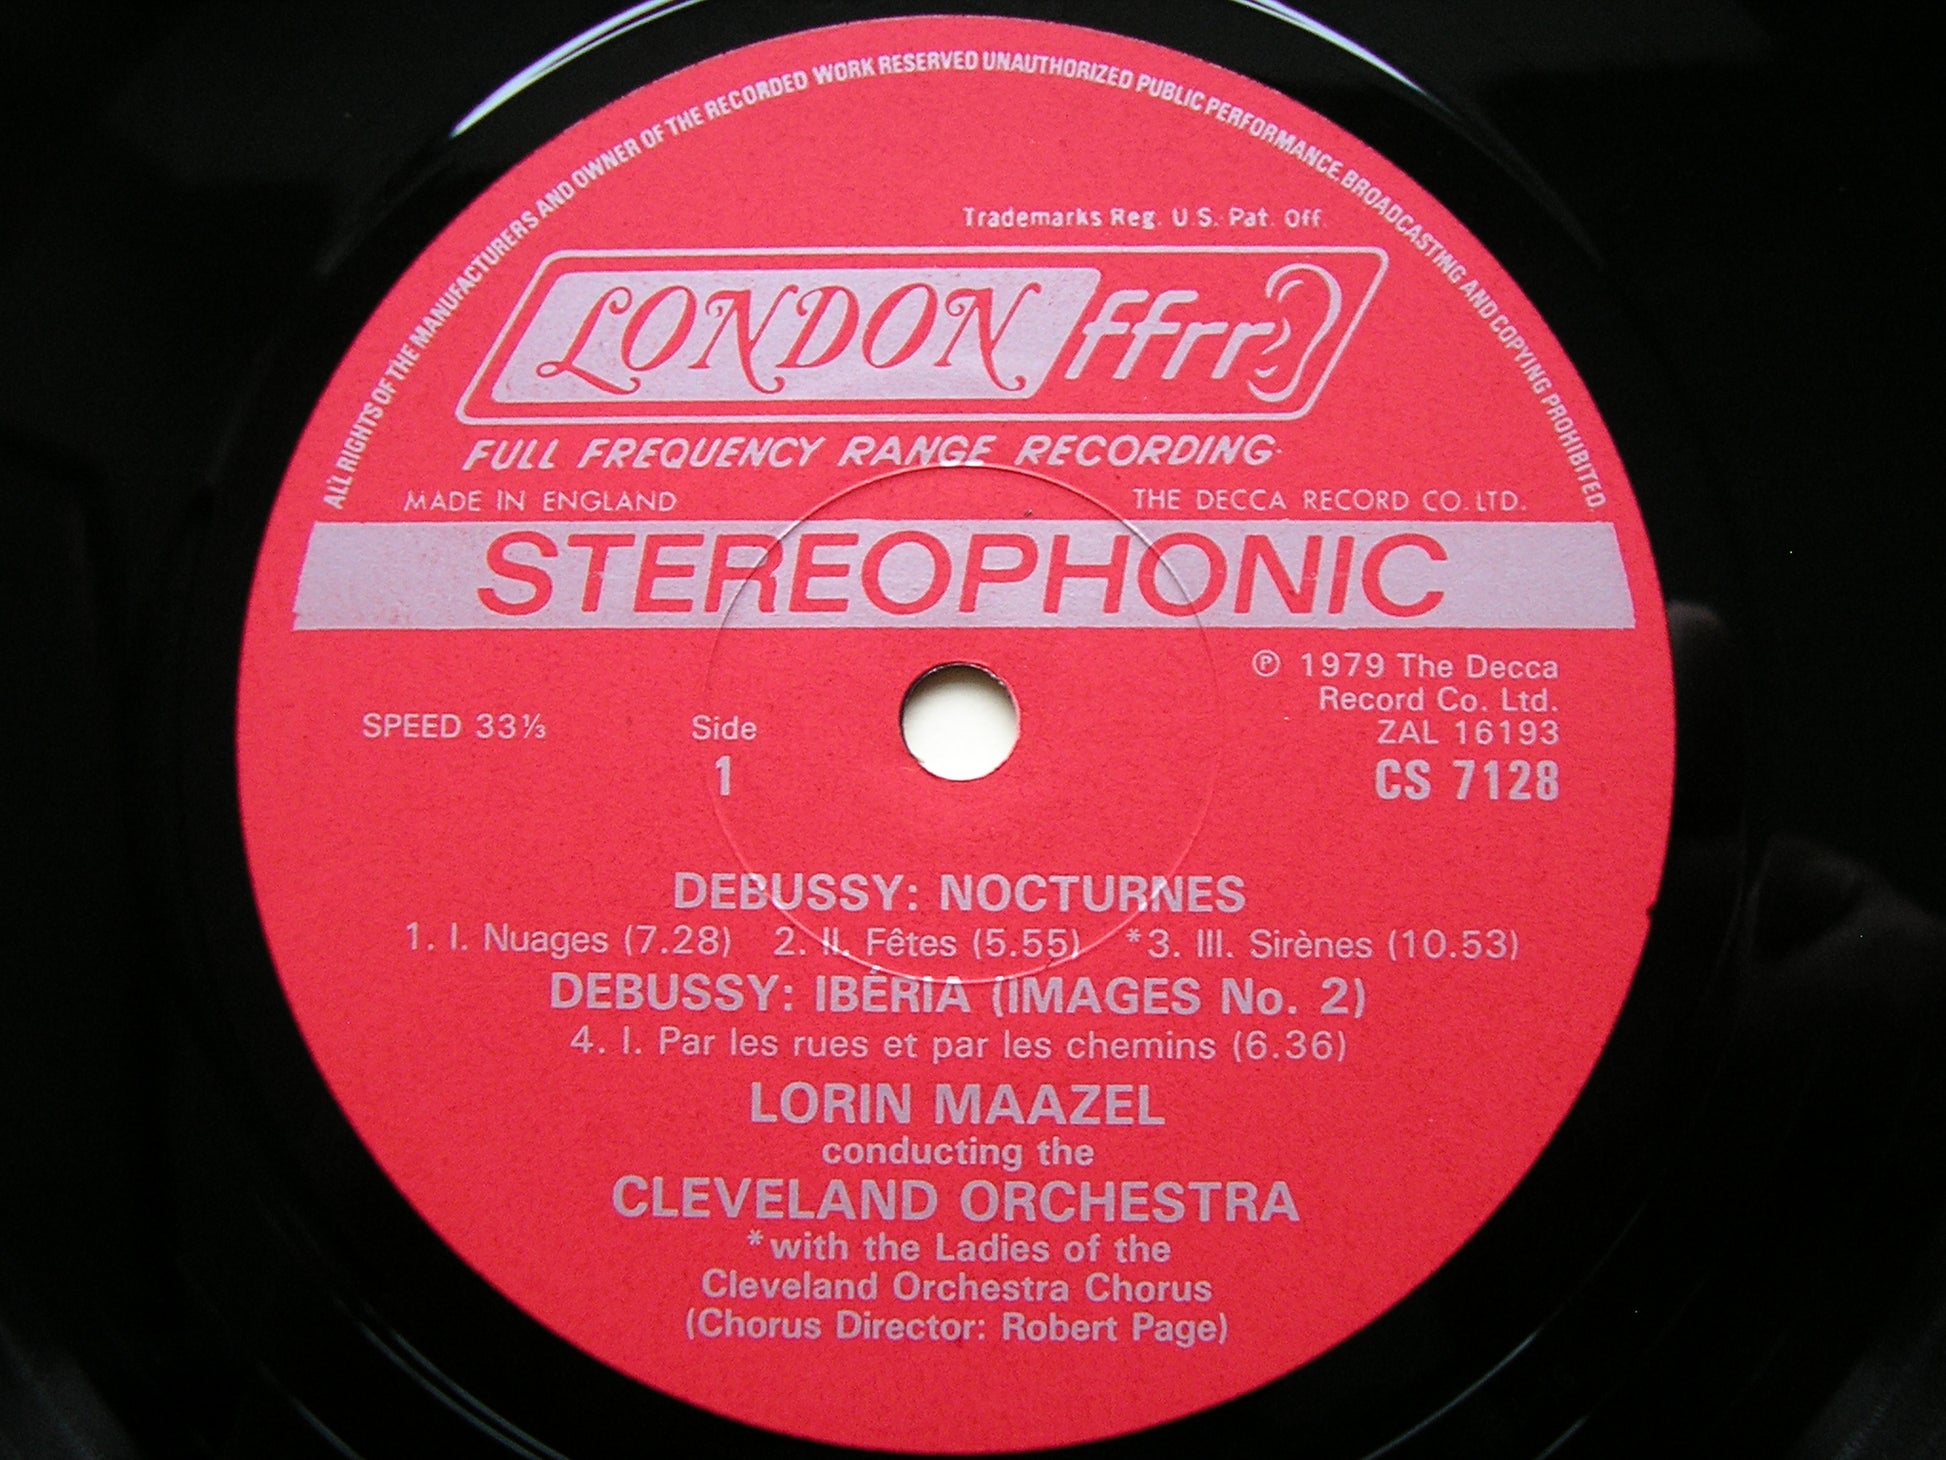 ALL RIGHTS OF THE MANUFACTURERS AND OWNER OF THE RECORDED WORK RESERVED UNAUTHORIZED PUBLIC PERFORMANCE, BROADCASTING AND COPYING PROHIBITED.
Trademarks Reg. U.S. Pat. Off.
LONDON ffrr
FULL FREQUENCY RANGE RECORDING
MADE IN ENGLAND THE DECCA RECORD CO. LTD.
STEREOPHONIC
℗ 1979 The Decca
Record Co. Ltd.
SPEED 33⅓ Side ZAL 16193
1 CS 7128
DEBUSSY: NOCTURNES
1. I. Nuages (7.28) 2. II. Fêtes (5.55) *3. III. Sirènes (10.53)
DEBUSSY: IBÉRIA (IMAGES No. 2)
4. I. Par les rues et par les chemins (6.36)
LORIN MAAZEL
conducting the
CLEVELAND ORCHESTRA
*with the Ladies of the
Cleveland Orchestra Chorus
(Chorus Director: Robert Page)